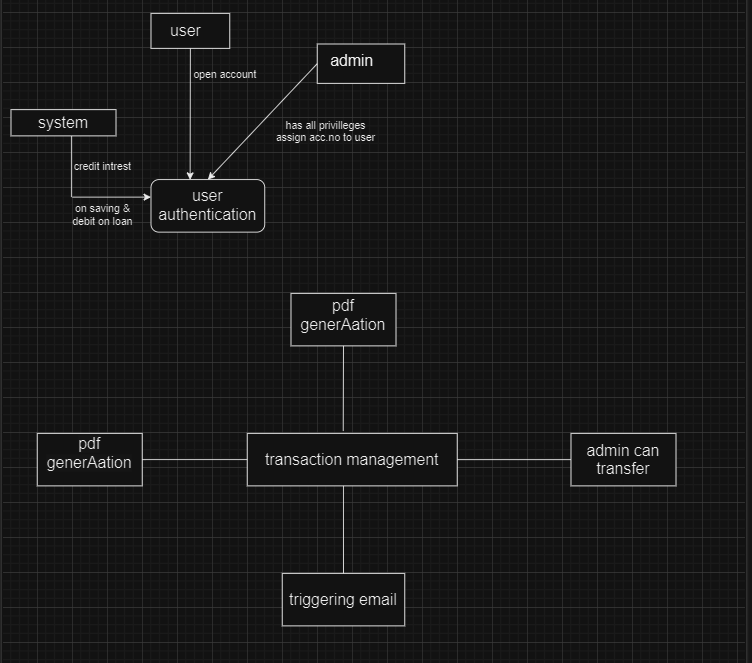 user
admin
open account
system
has all privilleges
assign acc.no to user
credit intrest
on saving &
debit on loan
user
authentication
pdf
generAation
pdf
generAation
transaction management
admin can
transfer
triggering email